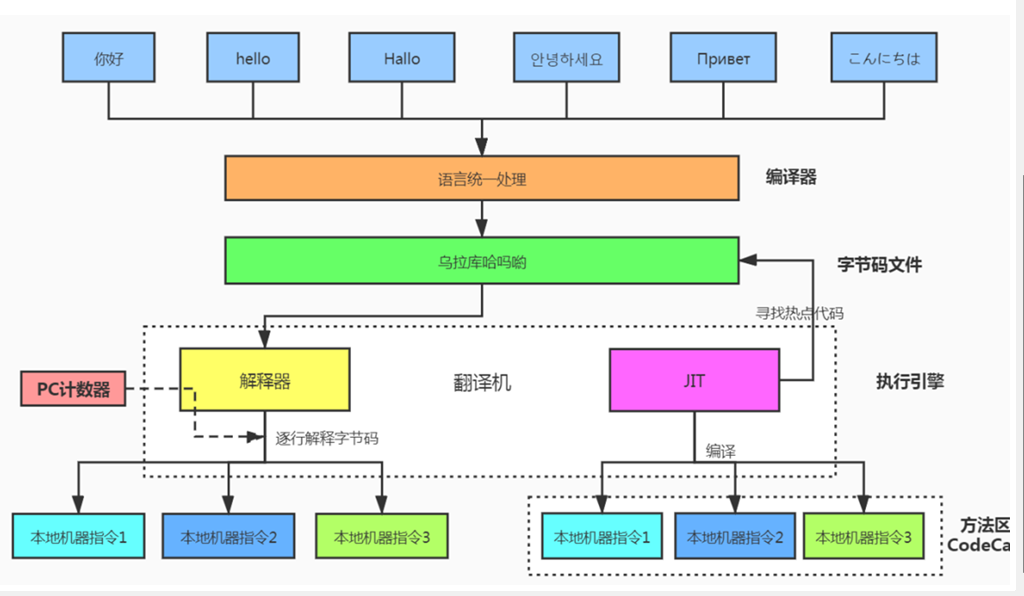 你好
hello
Hallo
안녕하세요
Привет
こんにちは
语言统一处理
编译器
乌拉库哈吗哟
字节码文件
寻找热点代码
PC计数器
解释器
翻译机
JIT
执行引擎
逐行解释字节码
编译
本地机器指令1
本地机器指令2
本地机器指令3
本地机器指令1
本地机器指令2
本地机器指令3
方法区
CodeCa